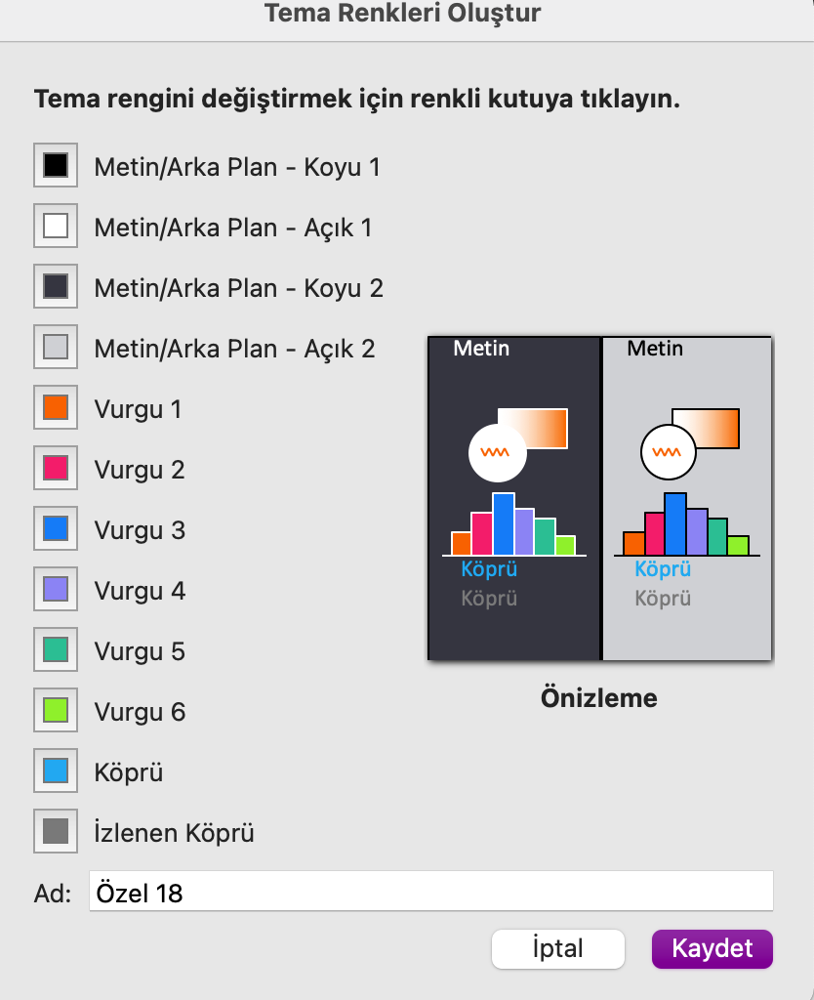 Tema Renkleri Oluştur
Tema rengini değiştirmek için renkli kutuya tıklayın.
Metin/Arka Plan - Koyu 1
Metin/Arka Plan - Açık 1
Metin/Arka Plan - Koyu 2
Metin/Arka Plan - Açık 2
Vurgu 1
Vurgu 2
Vurgu 3
Vurgu 4
Vurgu 5
Vurgu 6
Köprü
İzlenen Köprü
Metin
Metin
Köprü
Köprü
Köprü
Köprü
Önizleme
Ad: Özel 18
İptal
Kaydet